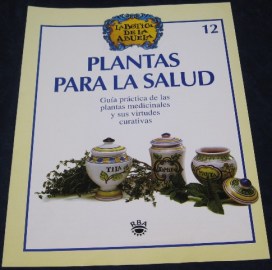 LA BOTICA
DE LA
ABUELA
12
PLANTAS
PARA LA SALUD
Guía práctica de las
plantas medicinales
y sus virtudes
curativas
TILA
RBA